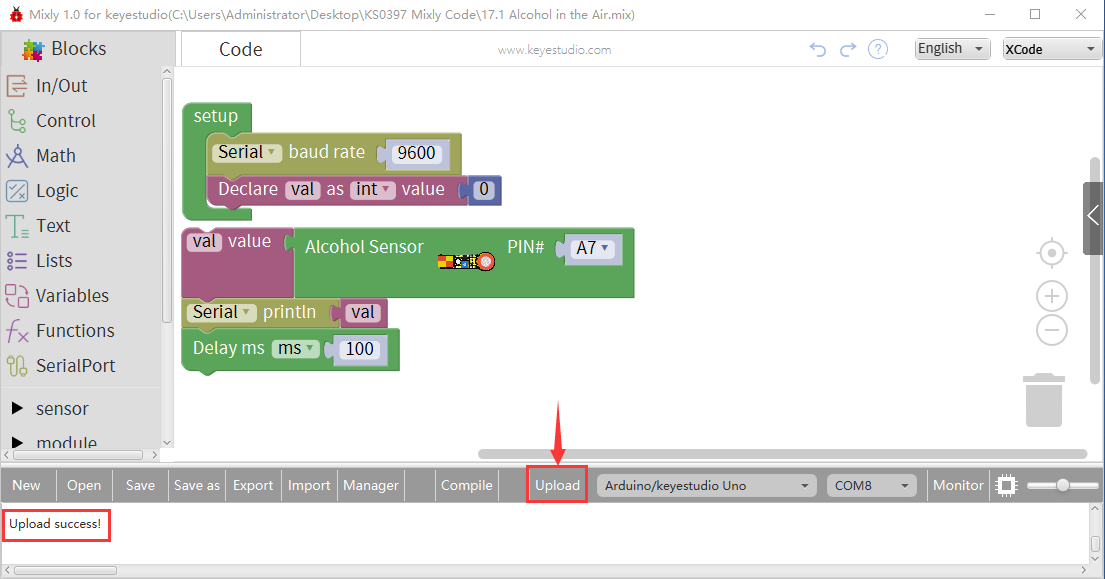 Mixly 1.0 for keyestudio(C:\Users\Administrator\Desktop\KS0397 Mixly Code\17.1 Alcohol in the Air.mix)
Blocks
Code
www.keyestudio.com
?
English
XCode
In/Out
Control
Math
Logic
Text
Lists
Variables
Functions
SerialPort
sensor
module
setup
Serial baud rate 9600
Declare val as int value 0
val value Alcohol Sensor PIN# A7
Serial println val
Delay ms ms 100
New Open Save Save as Export Import Manager Compile Upload Arduino/keyestudio Uno COM8 Monitor
Upload success!